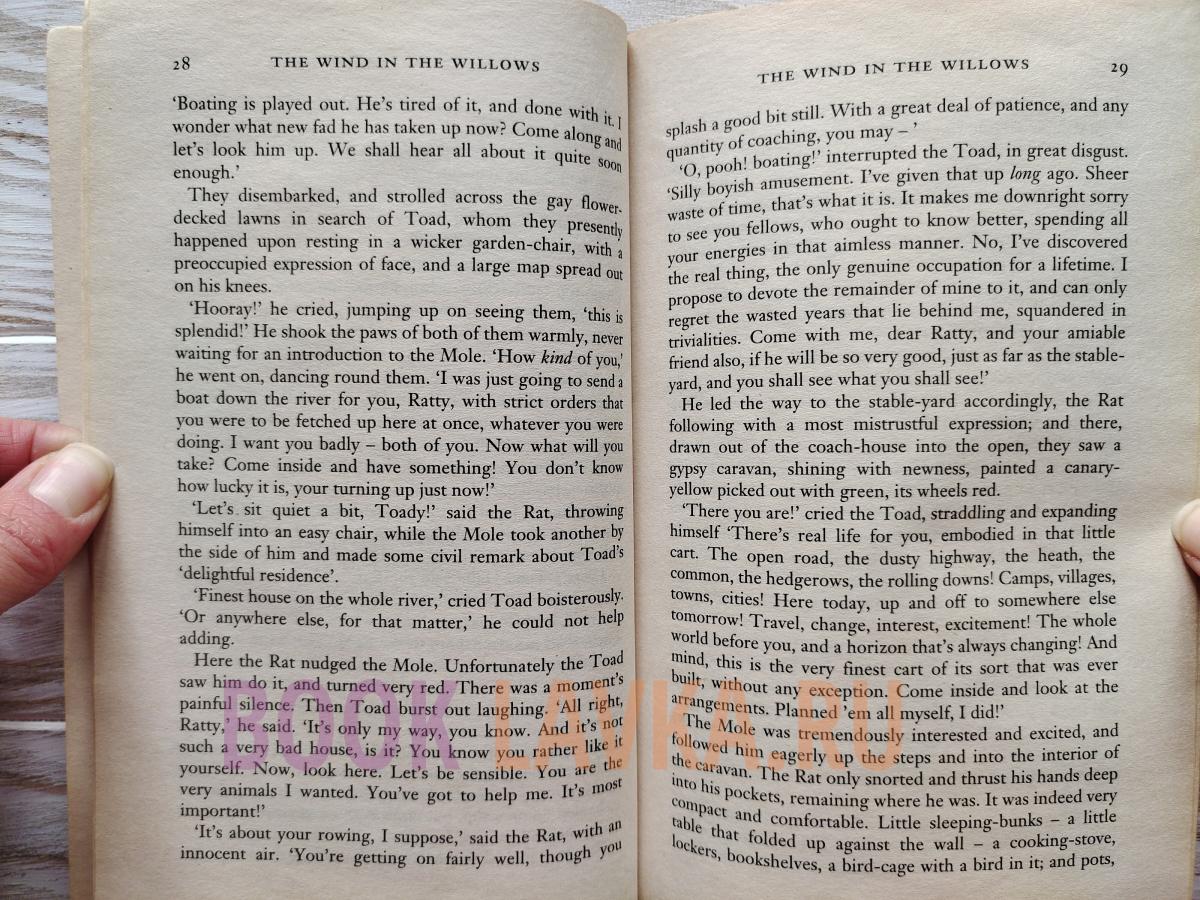 28
THE WIND IN THE WILLOWS
‘Boating is played out. He’s tired of it, and done with it. I
wonder what new fad he has taken up now? Come along and
let’s look him up. We shall hear all about it quite soon
enough.’
They disembarked, and strolled across the gay flower-
decked lawns in search of Toad, whom they presently
happened upon resting in a wicker garden-chair, with a
preoccupied expression of face, and a large map spread out
on his knees.
‘Hooray!’ he cried, jumping up on seeing them, ‘this is
splendid!’ He shook the paws of both of them warmly, never
waiting for an introduction to the Mole. ‘How kind of you,’
he went on, dancing round them. ‘I was just going to send a
boat down the river for you, Ratty, with strict orders that
you were to be fetched up here at once, whatever you were
doing. I want you badly – both of you. Now what will you
take? Come inside and have something! You don’t know
how lucky it is, your turning up just now!’
‘Let’s sit quiet a bit, Toady!’ said the Rat, throwing
himself into an easy chair, while the Mole took another by
the side of him and made some civil remark about Toad’s
‘delightful residence’.
‘Finest house on the whole river,’ cried Toad boisterously.
‘Or anywhere else, for that matter,’ he could not help
adding.
Here the Rat nudged the Mole. Unfortunately the Toad
saw him do it, and turned very red. There was a moment’s
painful silence. Then Toad burst out laughing. ‘All right,
Ratty,’ he said. ‘It’s only my way, you know. And it’s not
such a very bad house, is it? You know you rather like it
yourself. Now, look here. Let’s be sensible. You are the
very animals I wanted. You’ve got to help me. It’s most
important!’
‘It’s about your rowing, I suppose,’ said the Rat, with an
innocent air. ‘You’re getting on fairly well, though you
THE WIND IN THE WILLOWS
29
splash a good bit still. With a great deal of patience, and any
quantity of coaching, you may – ’
‘O, pooh! boating!’ interrupted the Toad, in great disgust.
‘Silly boyish amusement. I’ve given that up long ago. Sheer
waste of time, that’s what it is. It makes me downright sorry
to see you fellows, who ought to know better, spending all
your energies in that aimless manner. No, I’ve discovered
the real thing, the only genuine occupation for a lifetime. I
propose to devote the remainder of mine to it, and can only
regret the wasted years that lie behind me, squandered in
trivialities. Come with me, dear Ratty, and your amiable
friend also, if he will be so very good, just as far as the stable-
yard, and you shall see what you shall see!’
He led the way to the stable-yard accordingly, the Rat
following with a most mistrustful expression; and there,
drawn out of the coach-house into the open, they saw a
gypsy caravan, shining with newness, painted a canary-
yellow picked out with green, its wheels red.
‘There you are!’ cried the Toad, straddling and expanding
himself ‘There’s real life for you, embodied in that little
cart. The open road, the dusty highway, the heath, the
common, the hedgerows, the rolling downs! Camps, villages,
towns, cities! Here today, up and off to somewhere else
tomorrow! Travel, change, interest, excitement! The whole
world before you, and a horizon that’s always changing! And
mind, this is the very finest cart of its sort that was ever
built, without any exception. Come inside and look at the
arrangements. Planned ’em all myself, I did!’
The Mole was tremendously interested and excited, and
followed him eagerly up the steps and into the interior of
the caravan. The Rat only snorted and thrust his hands deep
into his pockets, remaining where he was. It was indeed very
compact and comfortable. Little sleeping-bunks – a little
table that folded up against the wall – a cooking-stove,
lockers, bookshelves, a bird-cage with a bird in it; and pots,
BOOK LAVKA.RU